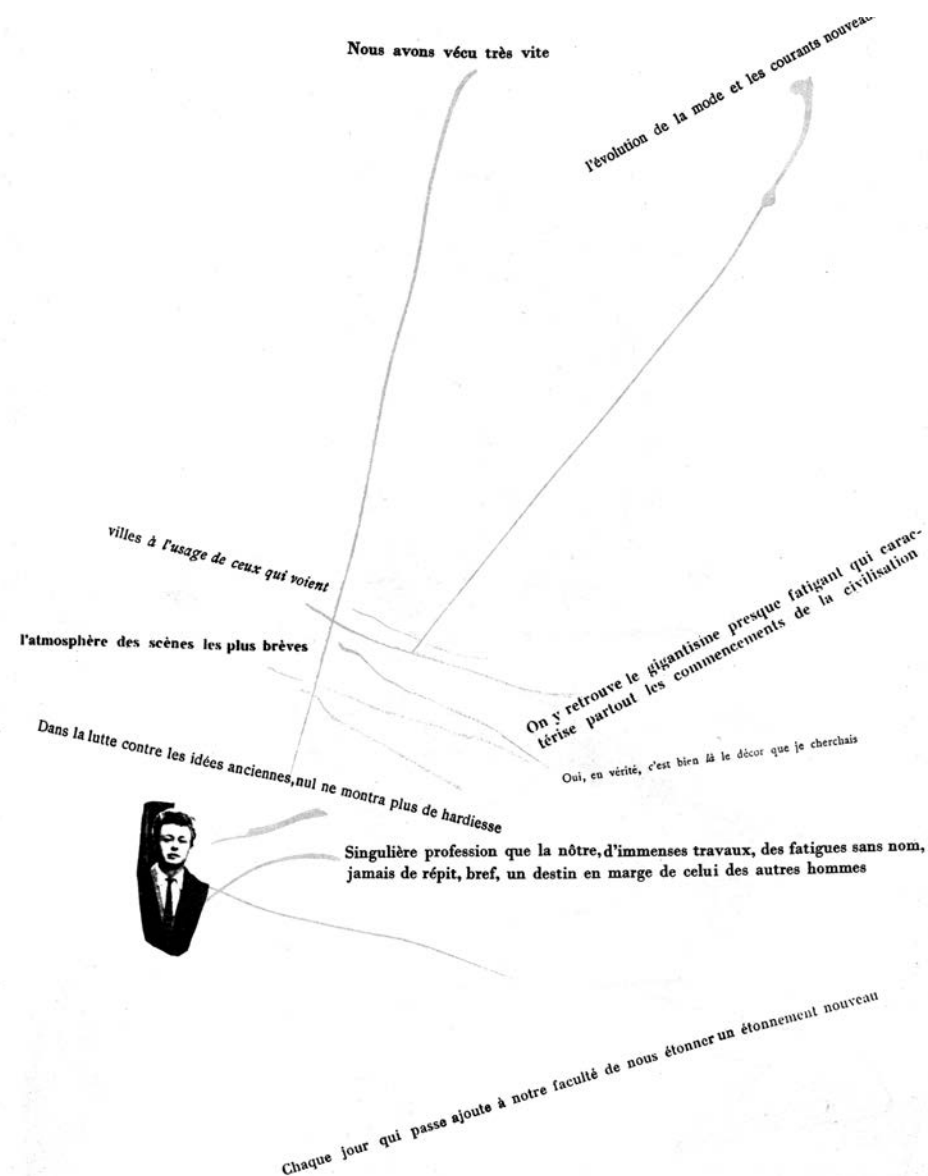 Nous avons vécu très vite
l'évolution de la mode et les courants nouveau
villes à l'usage de ceux qui voient
l'atmosphère des scènes les plus brèves
On y retrouve le gigantisme presque fatigant qui carac-
térise partout les commencements de la civilisation
Oui, en vérité, c'est bien là le décor que je cherchais
Dans la lutte contre les idées anciennes, nul ne montra plus de hardiesse
Singulière profession que la nôtre, d'immenses travaux, des fatigues sans nom,
jamais de répit, bref, un destin en marge de celui des autres hommes
Chaque jour qui passe ajoute à notre faculté de nous étonner un étonnement nouveau